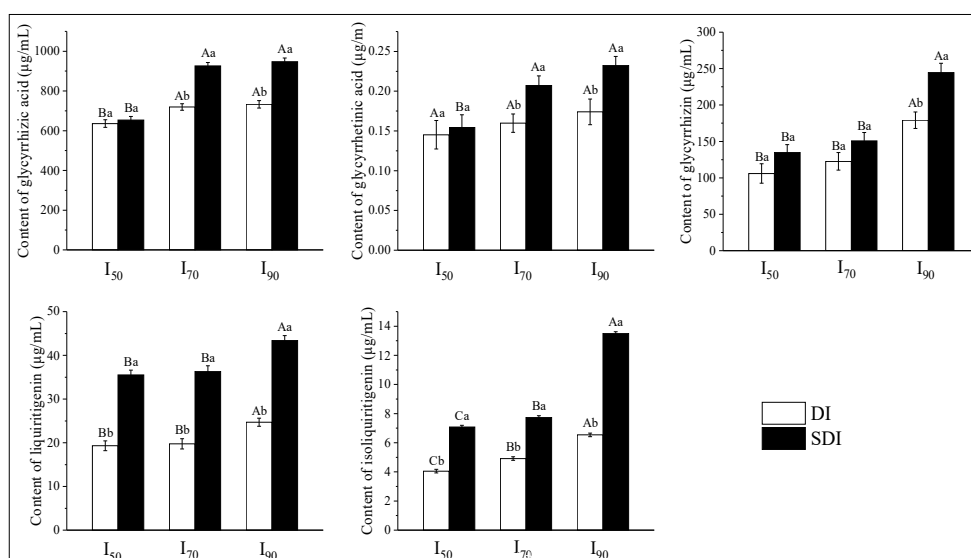 Content of glycyrrhizic acid (μg/mL)
1000
800
600
400
200
0
Ba
Ba
Ab
Aa
Ab
Aa
I50
I70
I90
Content of glycyrrhetinic acid (μg/m)
0.25
0.20
0.15
0.10
0.05
0.00
Aa
Ba
Ab
Aa
Ab
Aa
I50
I70
I90
Content of glycyrrhizin (μg/mL)
300
250
200
150
100
50
0
Ba
Ba
Ba
Ba
Ab
Aa
I50
I70
I90
Content of liquiritigenin (μg/mL)
50
40
30
20
10
0
Bb
Ba
Bb
Ba
Ab
Aa
I50
I70
I90
Content of isoliquiritigenin (μg/mL)
14
12
10
8
6
4
2
0
Cb
Ca
Bb
Ba
Ab
Aa
I50
I70
I90
DI
SDI